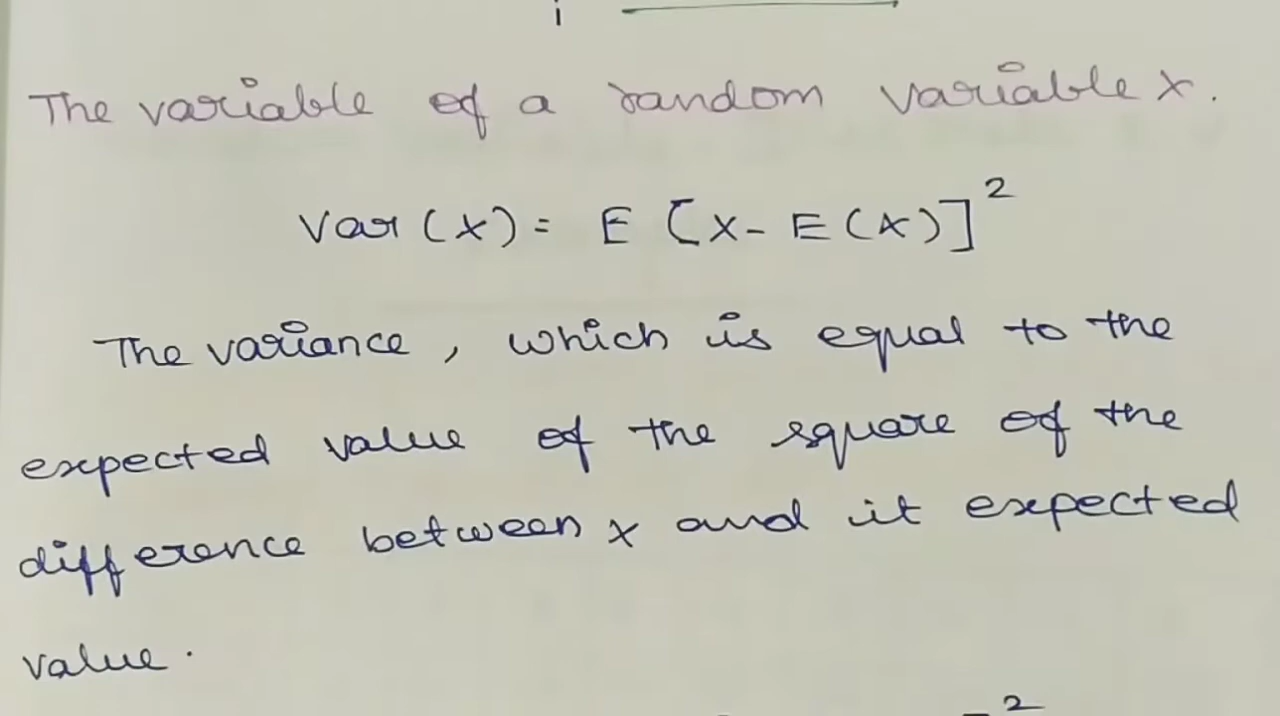 i
The variable of a random variable x.
Var (x) = E [x - E (x)]²
The variance, which is equal to the
expected value of the square of the
difference between x and it expected
value.
2